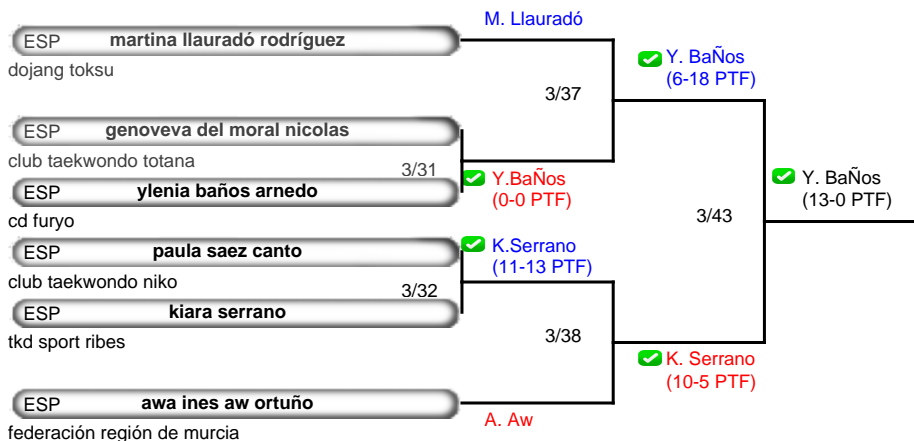 M. Llauradó
ESP martina llauradó rodríguez
dojang toksu
Y. BaÑos
(6-18 PTF)
3/37
ESP genoveva del moral nicolas
club taekwondo totana
3/31
Y.BaÑos
(0-0 PTF)
ESP ylenia baños arnedo
cd furyo
Y. BaÑos
(13-0 PTF)
3/43
ESP paula saez canto
K.Serrano
(11-13 PTF)
club taekwondo niko
3/32
ESP kiara serrano
tkd sport ribes
3/38
K. Serrano
(10-5 PTF)
ESP awa ines aw ortuño
A. Aw
federación región de murcia